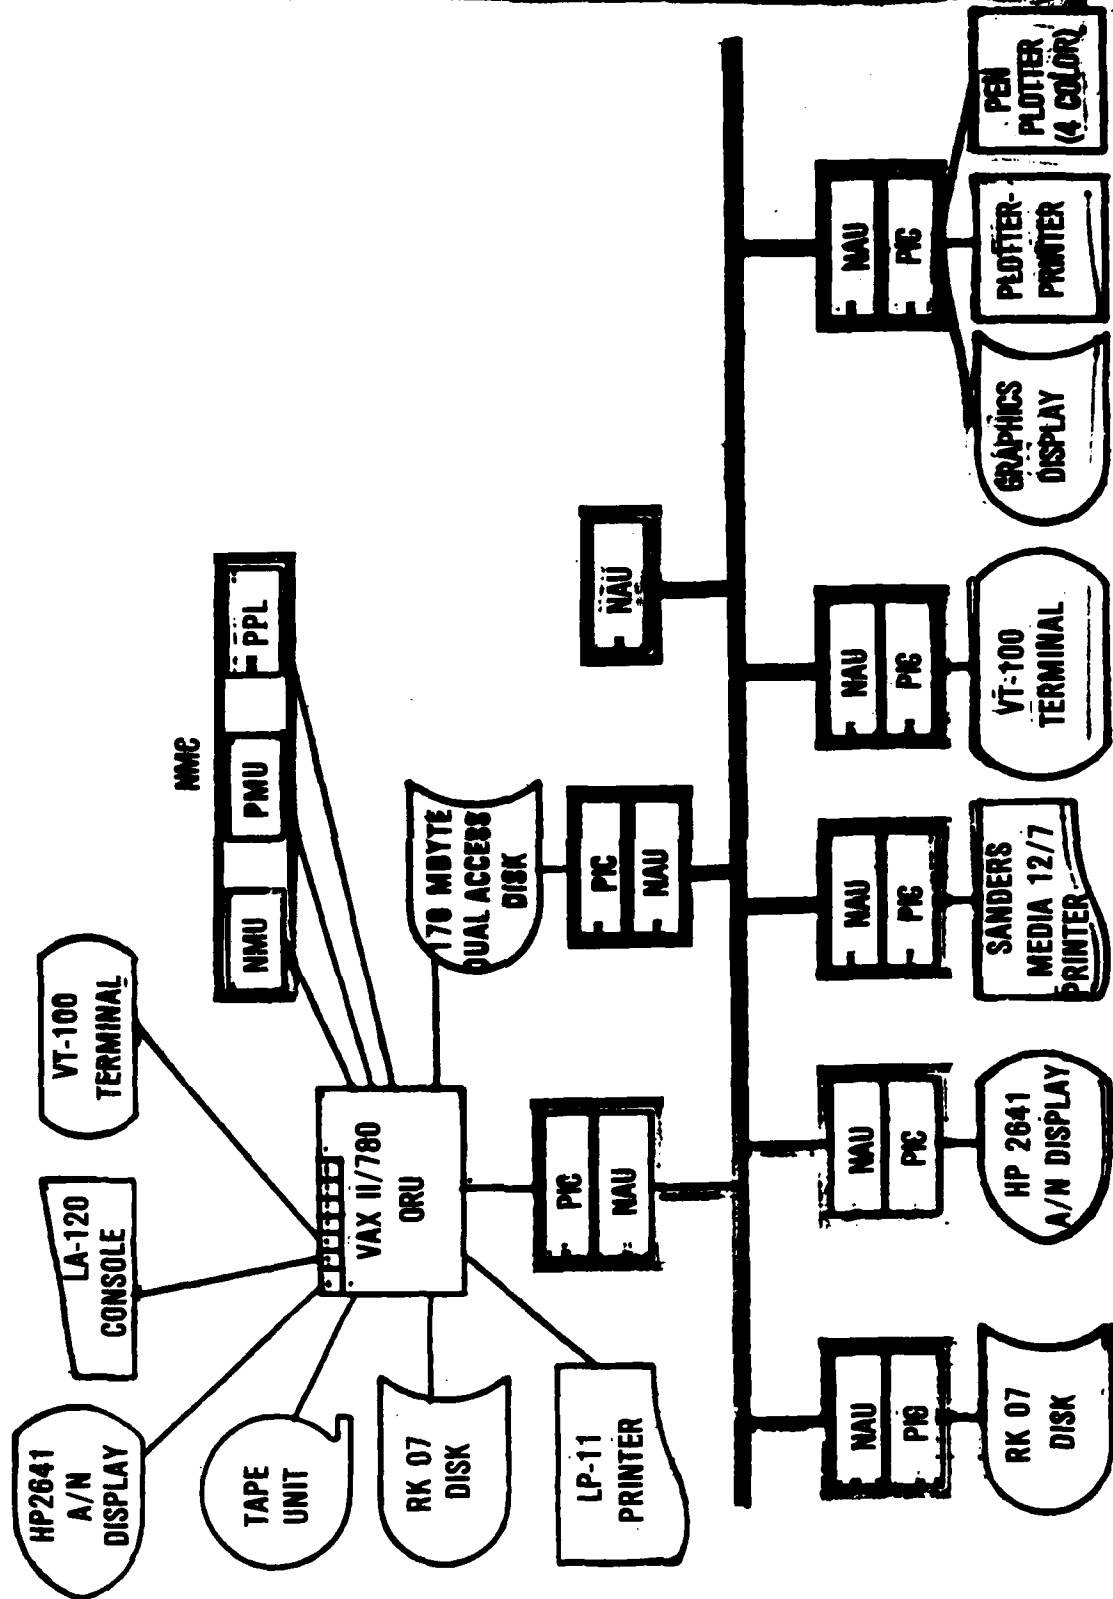 HP2641
A/N
DISPLAY
LA-120
CONSOLE
VT-100
TERMINAL
NMC
NMU
PMU
PPL
TAPE
UNIT
RK 07
DISK
LP-11
PRINTER
VAX II/780
ORU
178 MBYTE
DUAL ACCESS
DISK
PIC
NAU
PIC
NAU
NAU
NAU
PIC
RK 07
DISK
NAU
PIC
HP 2641
A/N DISPLAY
NAU
PIC
SANDERS
MEDIA 12/7
PRINTER
NAU
PIC
VT-100
TERMINAL
NAU
PIC
GRAPHICS
DISPLAY
PLOTTER-
PRINTER
PEN
PLOTTER
(4 COLOR)